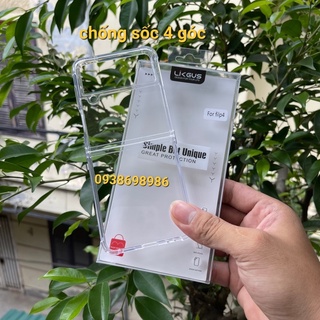 chống sốc 4 góc
LIKGUS
For flip4
Simple But Unique
GREAT PROTECTION
0938698986